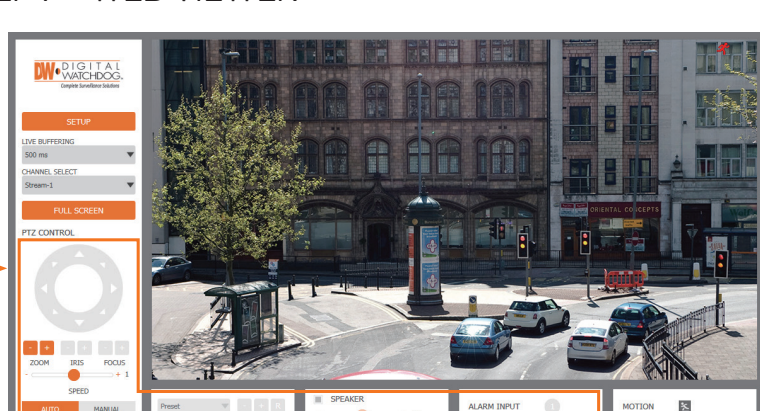 DW DIGITAL
WATCHDOG®
Complete Surveillance Solutions
SETUP
LIVE BUFFERING
500 ms
CHANNEL SELECT
Stream-1
FULL SCREEN
PTZ CONTROL
- + - + - +
ZOOM IRIS FOCUS
- + 1
SPEED
AUTO MANUAL
ORIENTAL CONCEPTS
Preset
- +
SPEAKER
ALARM INPUT 1
MOTION